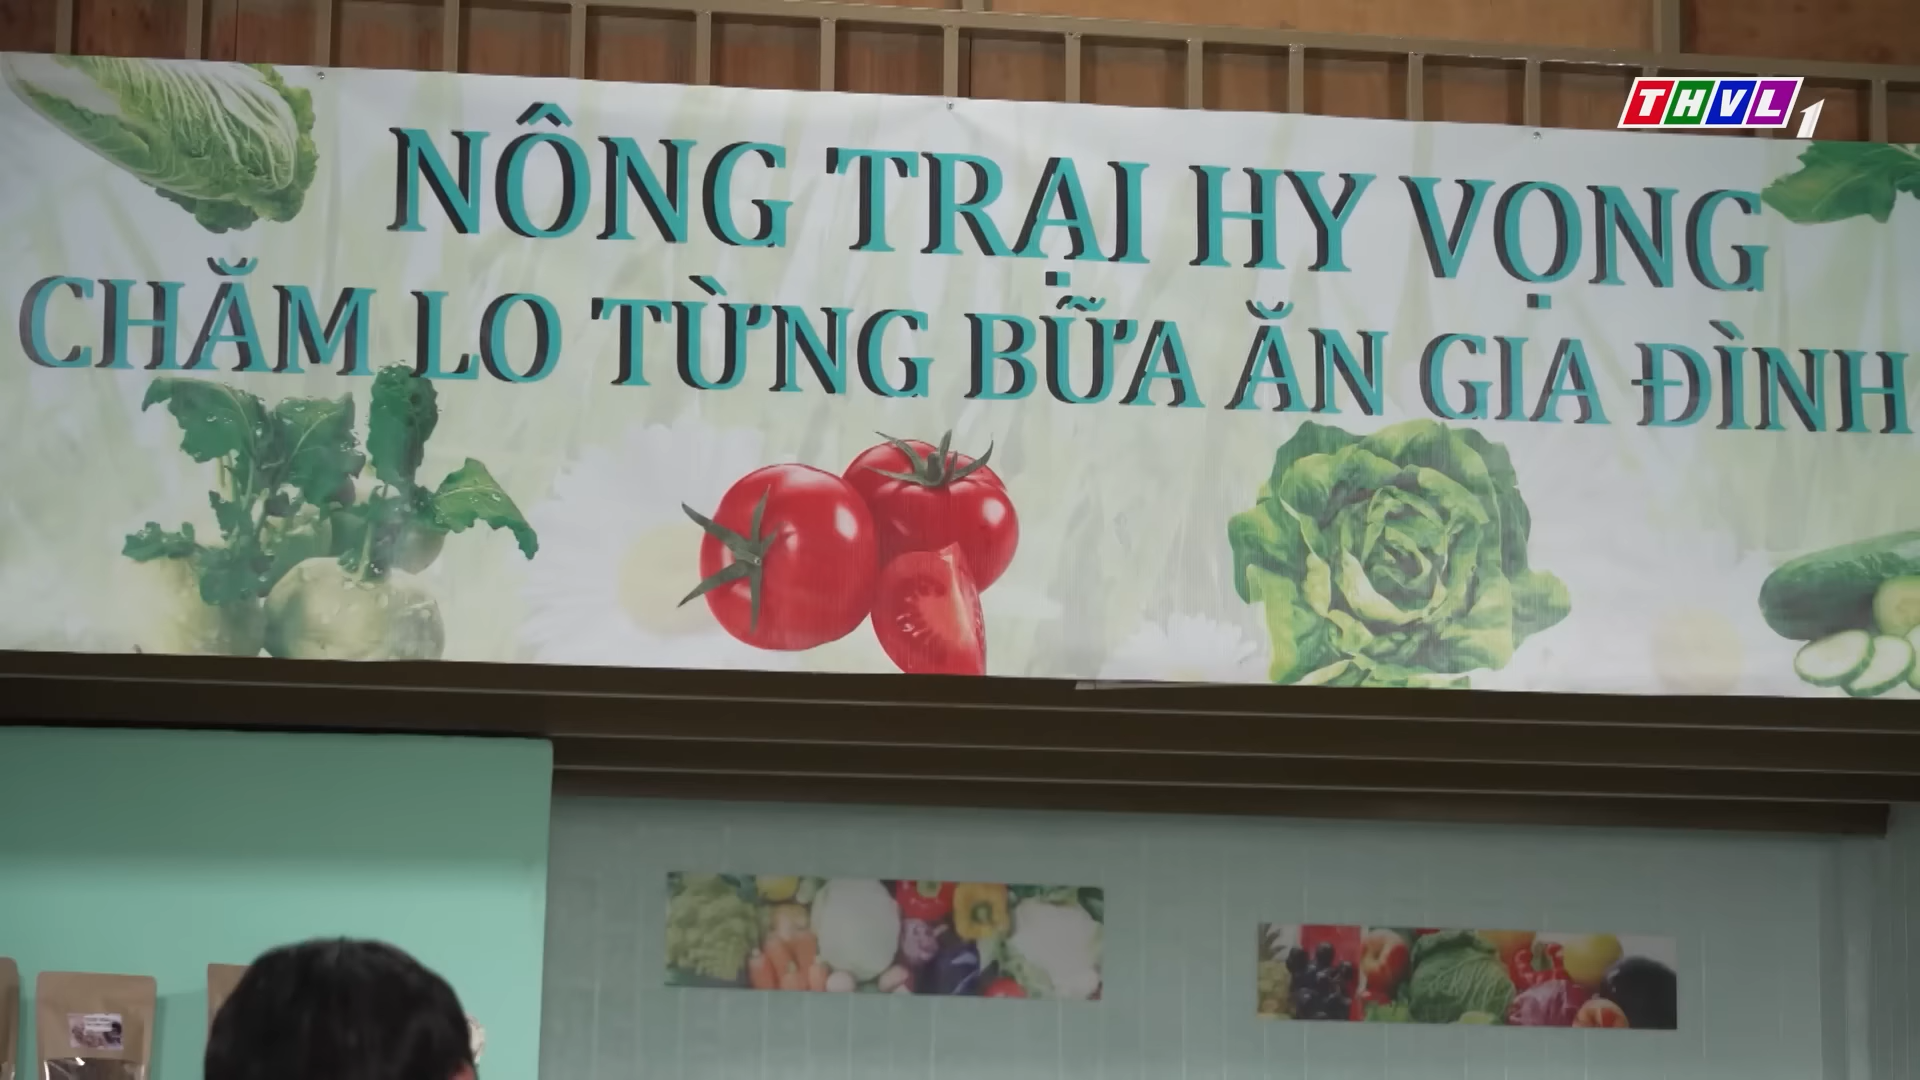 THVL1
NÔNG TRẠI HY VỌNG
CHĂM LO TỪNG BỮA ĂN GIA ĐÌNH